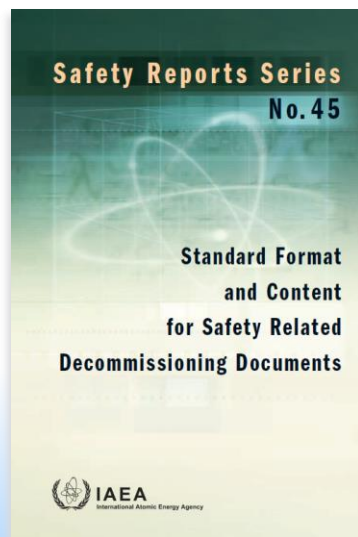 Safety Reports Series
No.45
Standard Format
and Content
for Safety Related
Decommissioning Documents
IAEA
International Atomic Energy Agency